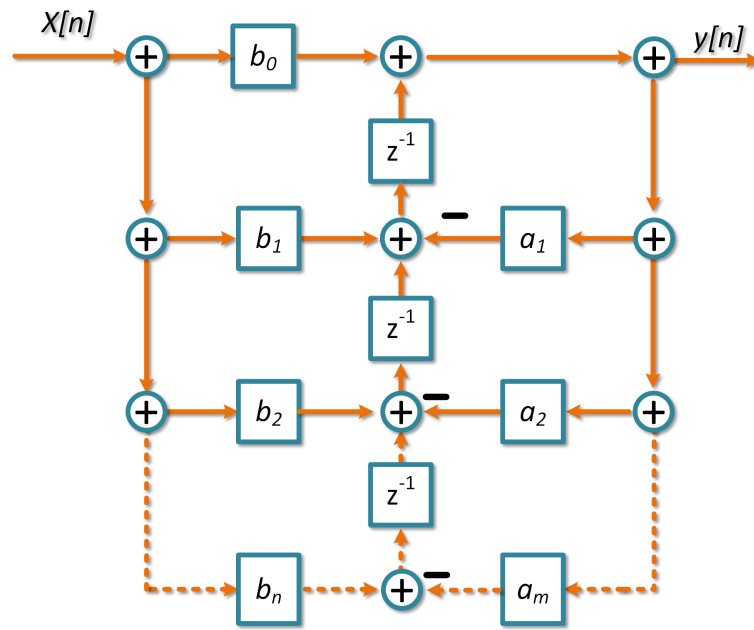 X[n]
y[n]
+ b₀ + +
z⁻¹
−
+ b₁ + a₁ +
z⁻¹
−
+ b₂ + a₂ +
z⁻¹
−
bₙ + aₘ